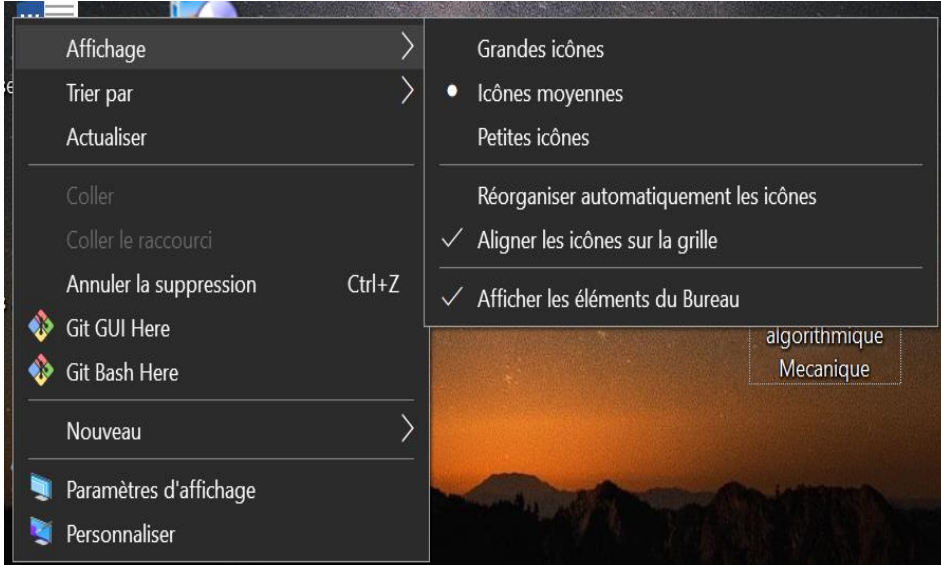 Affichage
Trier par
Actualiser
Coller
Coller le raccourci
Annuler la suppression Ctrl+Z
Git GUI Here
Git Bash Here
Nouveau
Paramètres d'affichage
Personnaliser
Grandes icônes
Icônes moyennes
Petites icônes
Réorganiser automatiquement les icônes
Aligner les icônes sur la grille
Afficher les éléments du Bureau
algorithmique
Mecanique